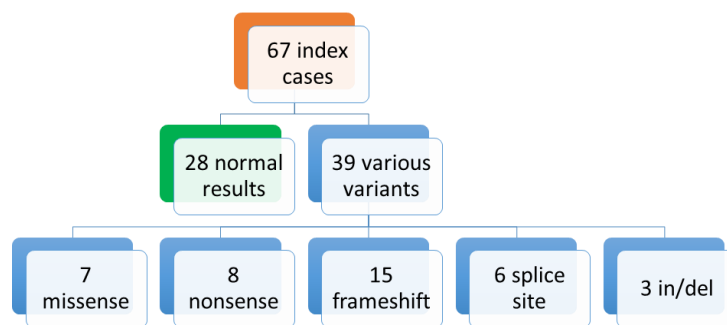 67 index
cases
28 normal
results
39 various
variants
7
missense
8
nonsense
15
frameshift
6 splice
site
3 in/del